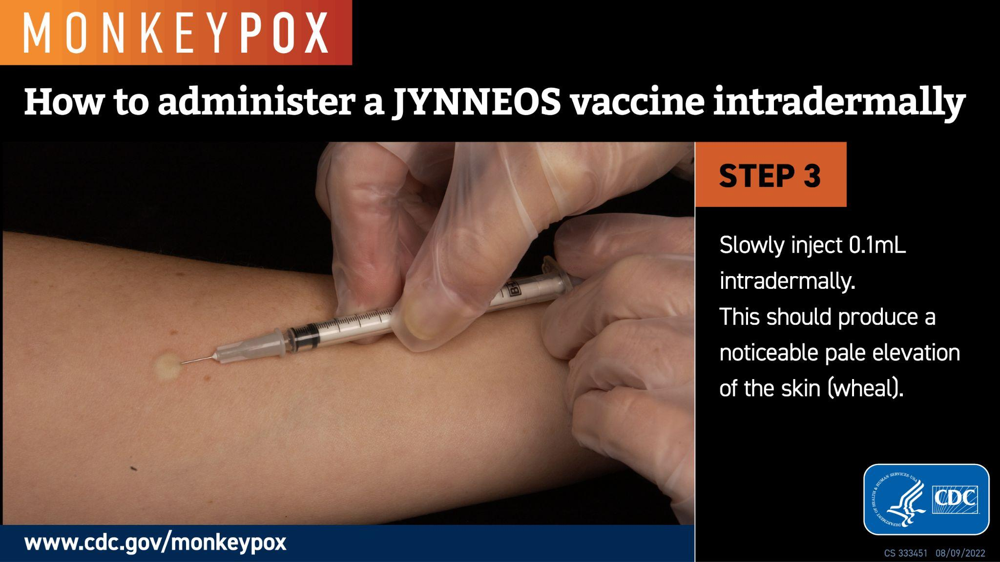 MONKEYPOX
How to administer a JYNNEOS vaccine intradermally
STEP 3
Slowly inject 0.1mL
intradermally.
This should produce a
noticeable pale elevation
of the skin (wheal).
B-D
DEPARTMENT OF HEALTH & HUMAN SERVICES · USA
CDC
www.cdc.gov/monkeypox
CS 333451 08/09/2022